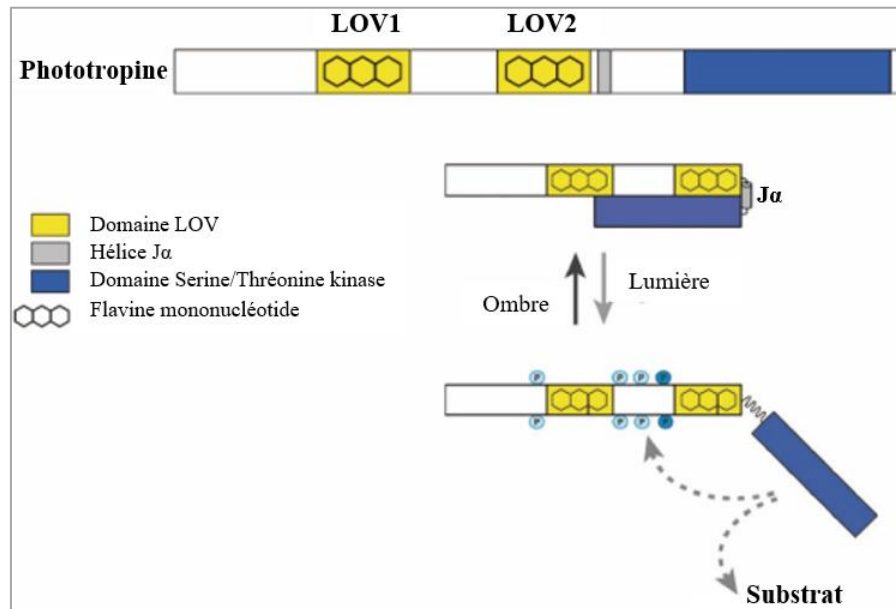 LOV1 LOV2
Phototropine
Jα
Domaine LOV
Hélice Jα
Domaine Serine/Thréonine kinase
Flavine mononucléotide
Ombre
Lumière
P P P P
P P P P
Substrat